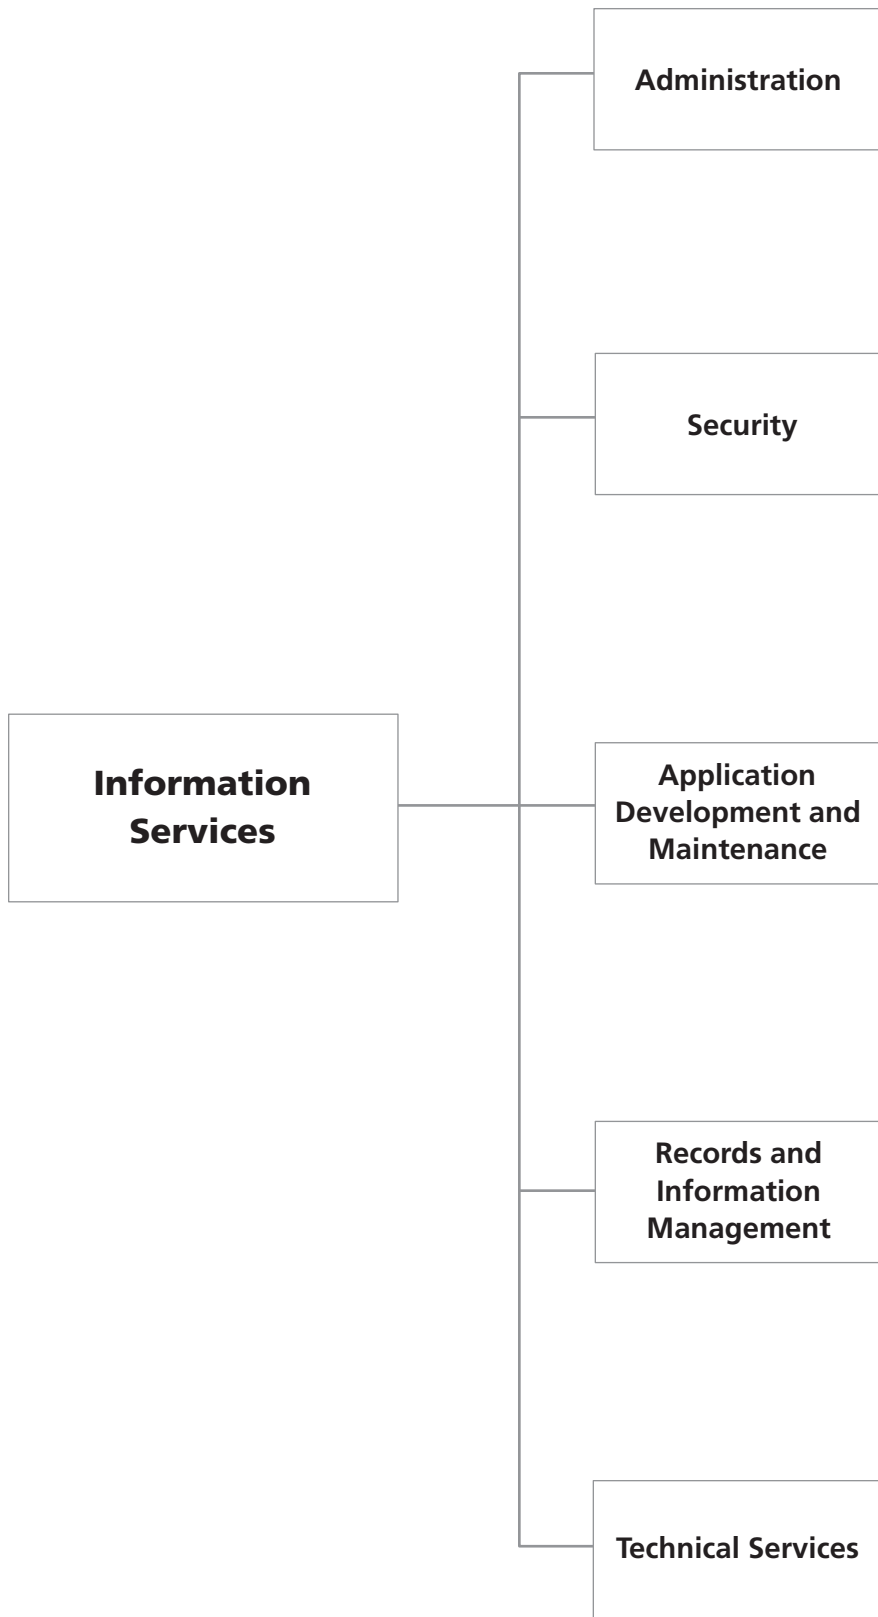 Administration
Security
Information
Services
Application
Development and
Maintenance
Records and
Information
Management
Technical Services